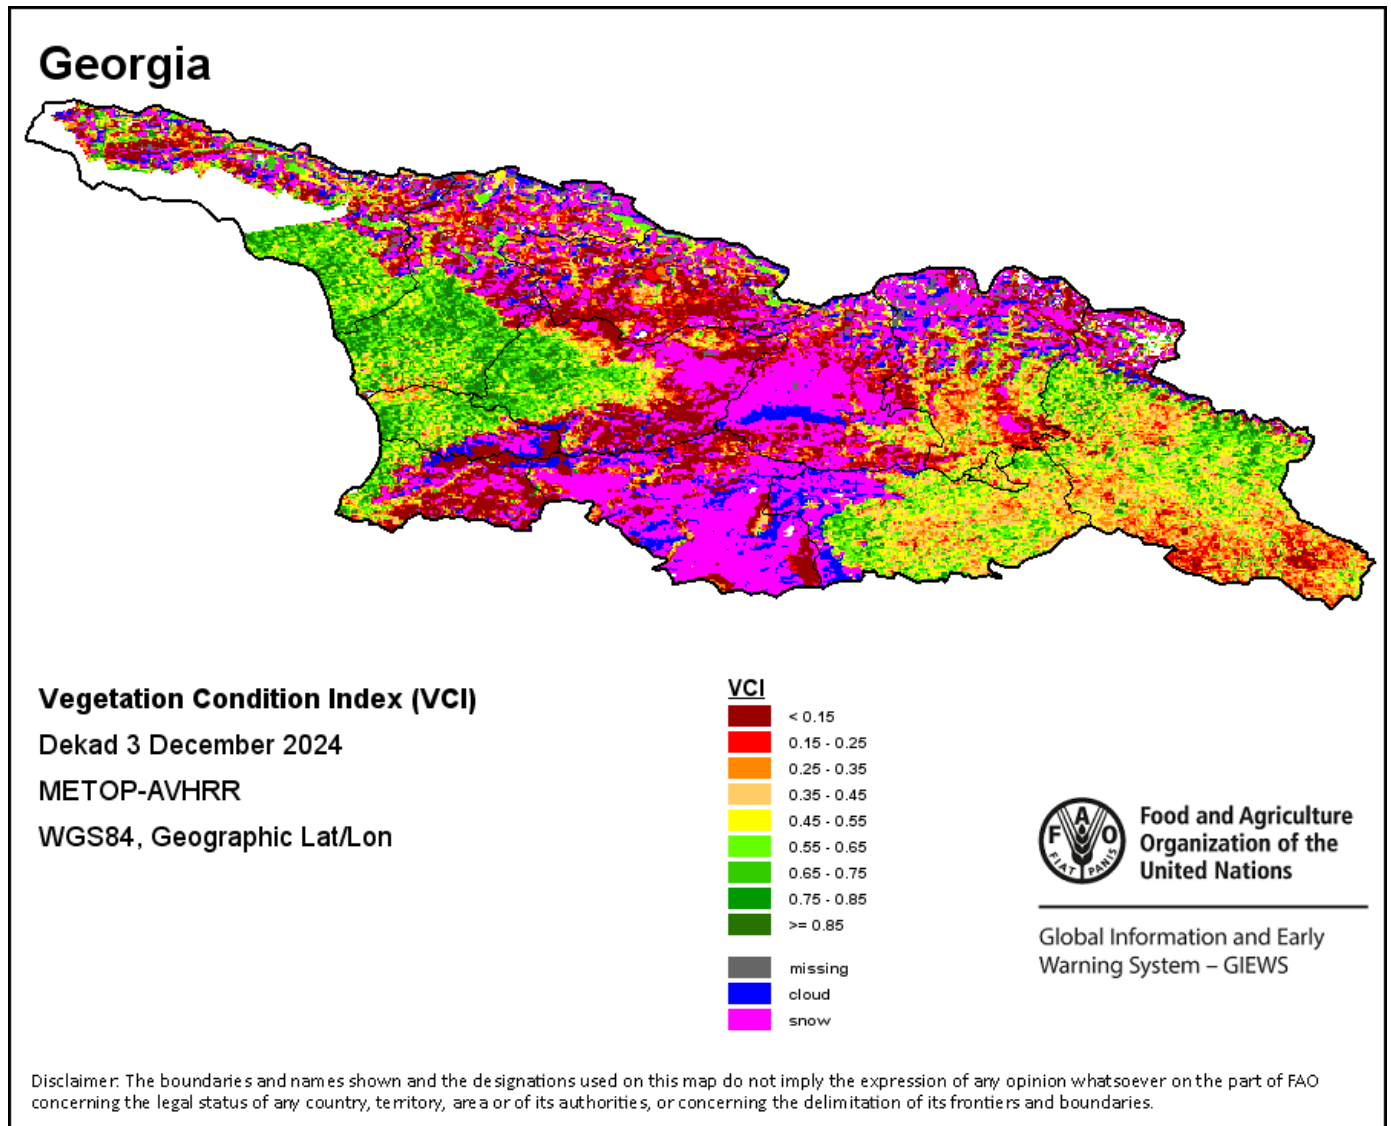 Georgia
Vegetation Condition Index (VCI)
Dekad 3 December 2024
METOP-AVHRR
WGS84, Geographic Lat/Lon
VCI
< 0.15
0.15 - 0.25
0.25 - 0.35
0.35 - 0.45
0.45 - 0.55
0.55 - 0.65
0.65 - 0.75
0.75 - 0.85
>= 0.85
missing
cloud
snow
F A O
FIAT PANIS
Food and Agriculture
Organization of the
United Nations
Global Information and Early
Warning System – GIEWS
Disclaimer: The boundaries and names shown and the designations used on this map do not imply the expression of any opinion whatsoever on the part of FAO
concerning the legal status of any country, territory, area or of its authorities, or concerning the delimitation of its frontiers and boundaries.